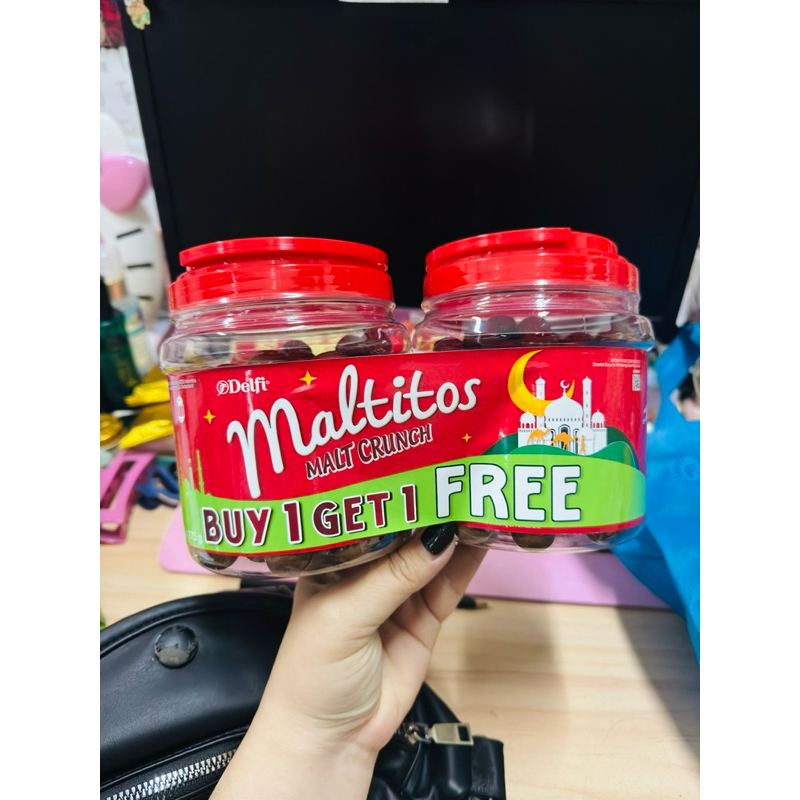 Delfi
Maltitos
MALT CRUNCH
BUY 1 GET 1 FREE